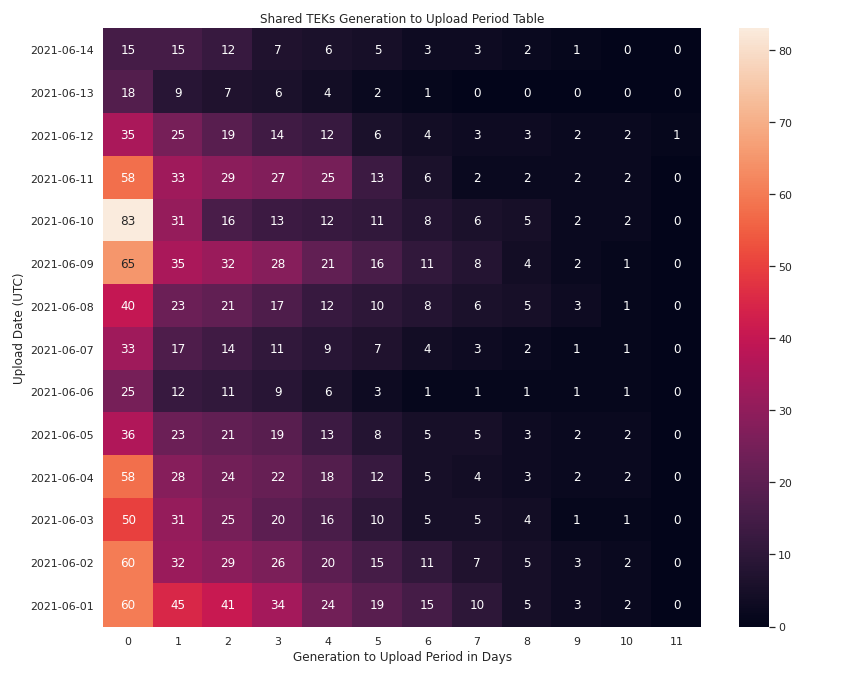 Shared TEKs Generation to Upload Period Table
Upload Date (UTC)
2021-06-14 15 15 12 7 6 5 3 3 2 1 0 0
2021-06-13 18 9 7 6 4 2 1 0 0 0 0 0
2021-06-12 35 25 19 14 12 6 4 3 3 2 2 1
2021-06-11 58 33 29 27 25 13 6 2 2 2 2 0
2021-06-10 83 31 16 13 12 11 8 6 5 2 2 0
2021-06-09 65 35 32 28 21 16 11 8 4 2 1 0
2021-06-08 40 23 21 17 12 10 8 6 5 3 1 0
2021-06-07 33 17 14 11 9 7 4 3 2 1 1 0
2021-06-06 25 12 11 9 6 3 1 1 1 1 1 0
2021-06-05 36 23 21 19 13 8 5 5 3 2 2 0
2021-06-04 58 28 24 22 18 12 5 4 3 2 2 0
2021-06-03 50 31 25 20 16 10 5 5 4 1 1 0
2021-06-02 60 32 29 26 20 15 11 7 5 3 2 0
2021-06-01 60 45 41 34 24 19 15 10 5 3 2 0
0 1 2 3 4 5 6 7 8 9 10 11
Generation to Upload Period in Days
80
70
60
50
40
30
20
10
0